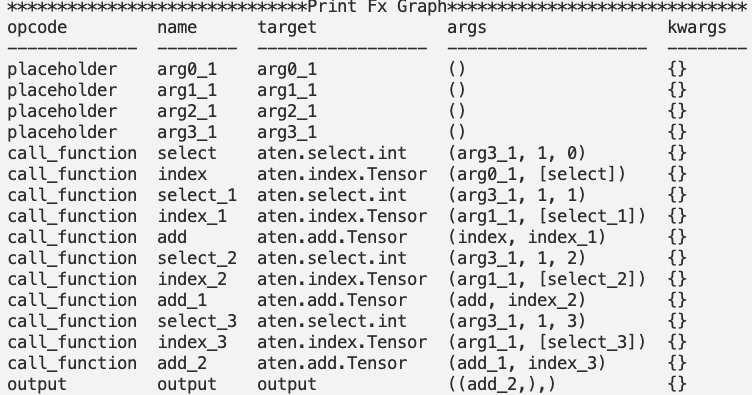 ******************************Print Fx Graph******************************
opcode         name      target             args                   kwargs
-------------  --------  -----------------  ---------------------  --------
placeholder    arg0_1    arg0_1             ()                     {}
placeholder    arg1_1    arg1_1             ()                     {}
placeholder    arg2_1    arg2_1             ()                     {}
placeholder    arg3_1    arg3_1             ()                     {}
call_function  select    aten.select.int    (arg3_1, 1, 0)         {}
call_function  index     aten.index.Tensor  (arg0_1, [select])     {}
call_function  select_1  aten.select.int    (arg3_1, 1, 1)         {}
call_function  index_1   aten.index.Tensor  (arg1_1, [select_1])   {}
call_function  add       aten.add.Tensor    (index, index_1)       {}
call_function  select_2  aten.select.int    (arg3_1, 1, 2)         {}
call_function  index_2   aten.index.Tensor  (arg1_1, [select_2])   {}
call_function  add_1     aten.add.Tensor    (add, index_2)         {}
call_function  select_3  aten.select.int    (arg3_1, 1, 3)         {}
call_function  index_3   aten.index.Tensor  (arg1_1, [select_3])   {}
call_function  add_2     aten.add.Tensor    (add_1, index_3)       {}
output         output    output             ((add_2,),)            {}